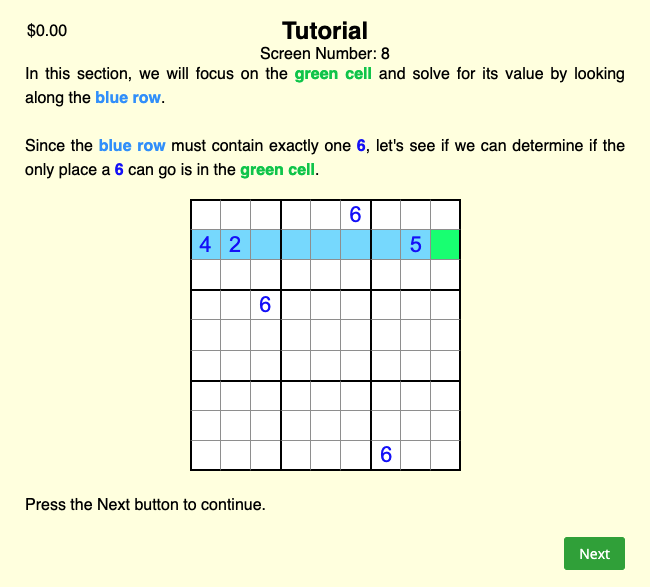 $0.00
Tutorial
Screen Number: 8
In this section, we will focus on the green cell and solve for its value by looking
along the blue row.
Since the blue row must contain exactly one 6, let's see if we can determine if the
only place a 6 can go is in the green cell.
6
4 2 5
6
6
Press the Next button to continue.
Next